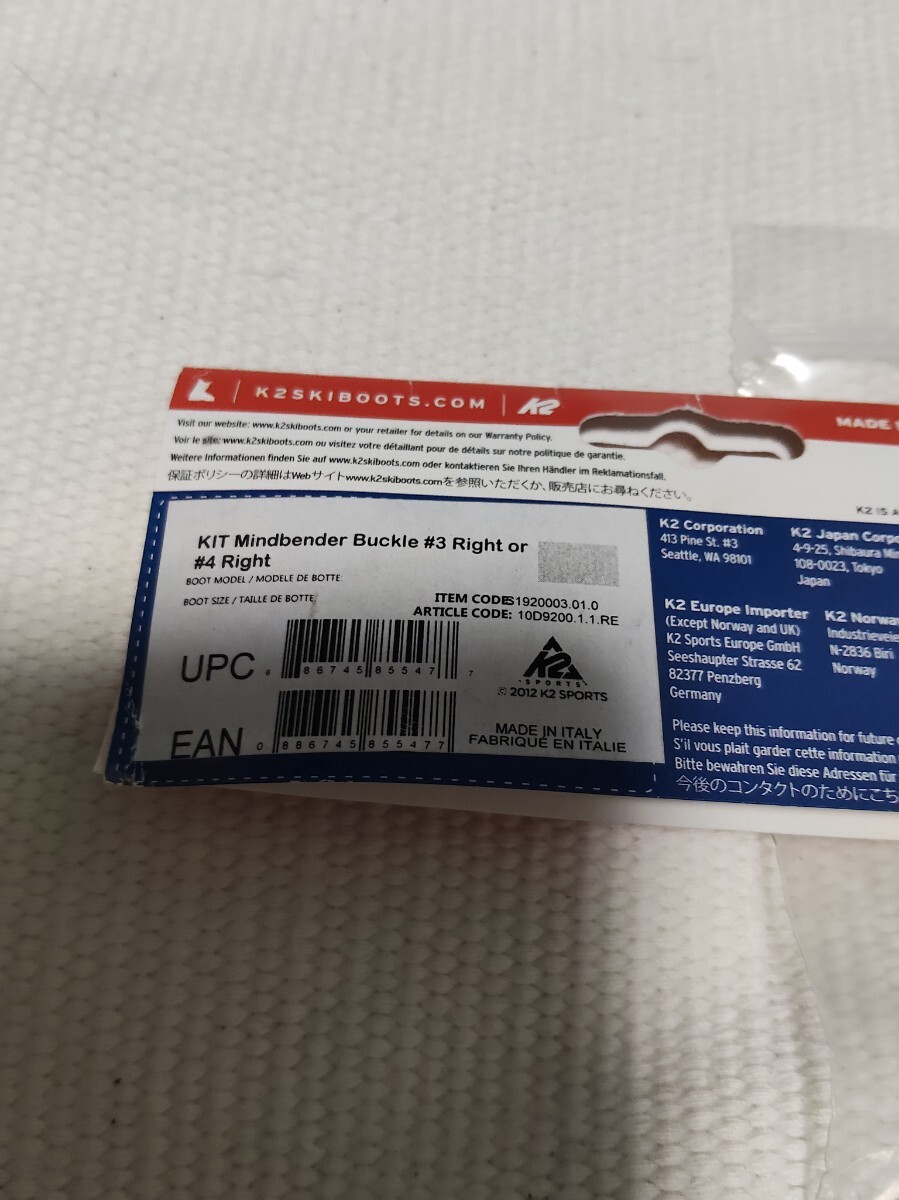 K2SKIBOOTS.COM K2
MADE
Visit our website: www.k2skiboots.com or your retailer for details on our Warranty Policy.
Voir le site: www.k2skiboots.com ou visitez votre détaillant pour de détails sur notre politique de garantie.
Weitere Informationen finden Sie auf www.k2skiboots.com oder kontaktieren Sie Ihren Händler im Reklamationsfall.
保証ポリシーの詳細はWebサイトwww.k2skiboots.comを参照いただくか、販売店にお尋ねください。
K2 IS A
KIT Mindbender Buckle #3 Right or
#4 Right
BOOT MODEL / MODELE DE BOTTE:
BOOT SIZE / TAILLE DE BOTTE:
ITEM CODE S1920003.01.0
ARTICLE CODE: 10D9200.1.1.RE
UPC
8 86745 85547 7
EAN
0 886745 855477
K2
SPORTS
© 2012 K2 SPORTS
MADE IN ITALY
FABRIQUÉ EN ITALIE
K2 Corporation
413 Pine St. #3
Seattle, WA 98101
K2 Japan Corpo
4-9-25, Shibaura Min
108-0023, Tokyo
Japan
K2 Europe Importer
(Except Norway and UK)
K2 Sports Europe GmbH
Seeshaupter Strasse 62
82377 Penzberg
Germany
K2 Norwa
Industrieveie
N-2836 Biri
Norway
Please keep this information for future
S'il vous plait garder cette information
Bitte bewahren Sie diese Adressen für
今後のコンタクトのためにこち